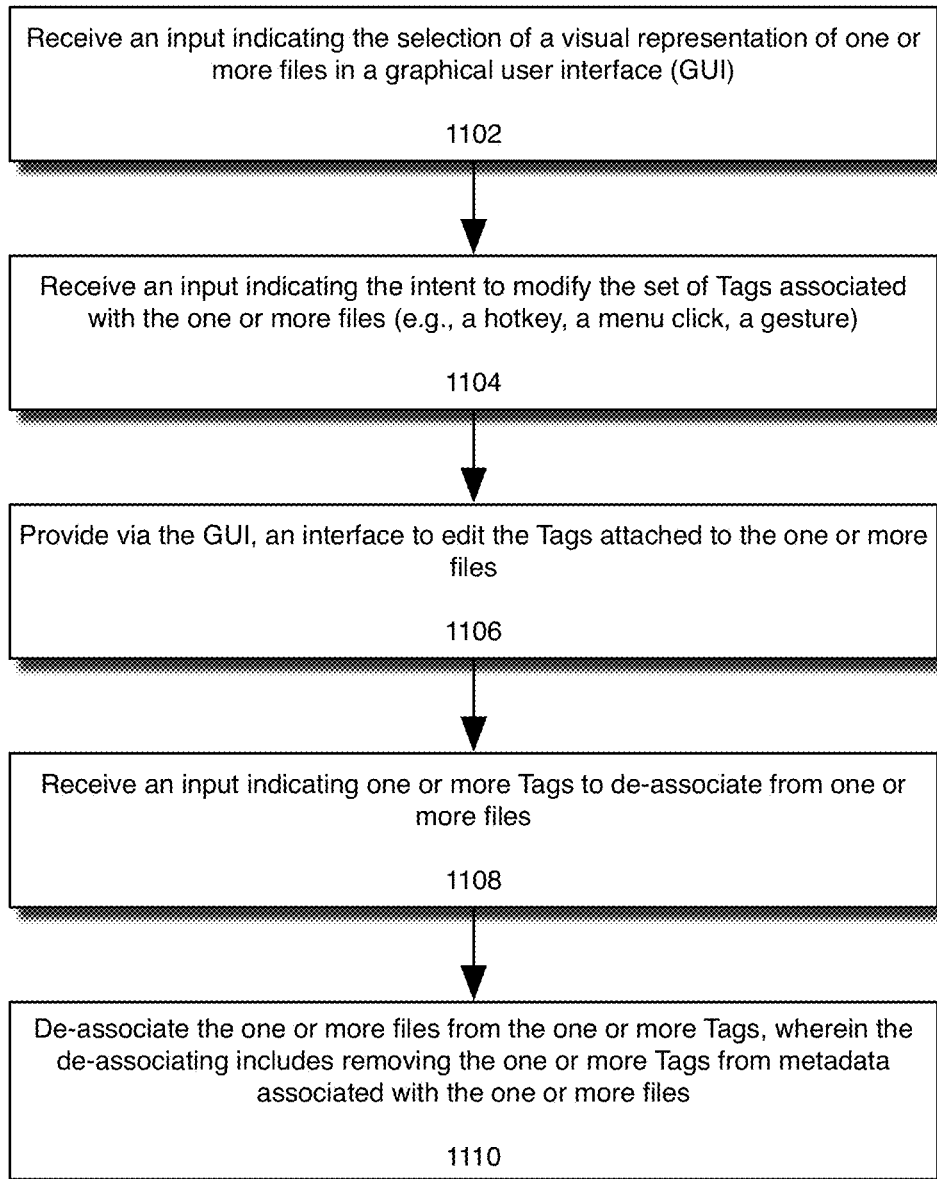 Receive an input indicating the selection of a visual representation of one or
more files in a graphical user interface (GUI)
1102
Receive an input indicating the intent to modify the set of Tags associated
with the one or more files (e.g., a hotkey, a menu click, a gesture)
1104
Provide via the GUI, an interface to edit the Tags attached to the one or more
files
1106
Receive an input indicating one or more Tags to de-associate from one or
more files
1108
De-associate the one or more files from the one or more Tags, wherein the
de-associating includes removing the one or more Tags from metadada
associated with the one or more files
1110